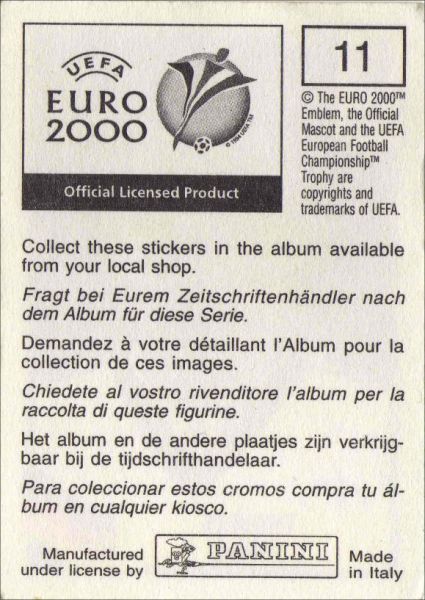 UEFA
EURO
2000
© 1998 UEFA TM
Official Licensed Product
11
© The EURO 2000™
Emblem, the Official
Mascot and the UEFA
European Football
Championship™
Trophy are
copyrights and
trademarks of UEFA.
Collect these stickers in the album available
from your local shop.
Fragt bei Eurem Zeitschriftenhändler nach
dem Album für diese Serie.
Demandez à votre détaillant l'Album pour la
collection de ces images.
Chiedete al vostro rivenditore l'album per la
raccolta di queste figurine.
Het album en de andere plaatjes zijn verkrijg-
baar bij de tijdschrifthandelaar.
Para coleccionar estos cromos compra tu ál-
bum en cualquier kiosco.
Manufactured
under license by
PANINI
Made
in Italy